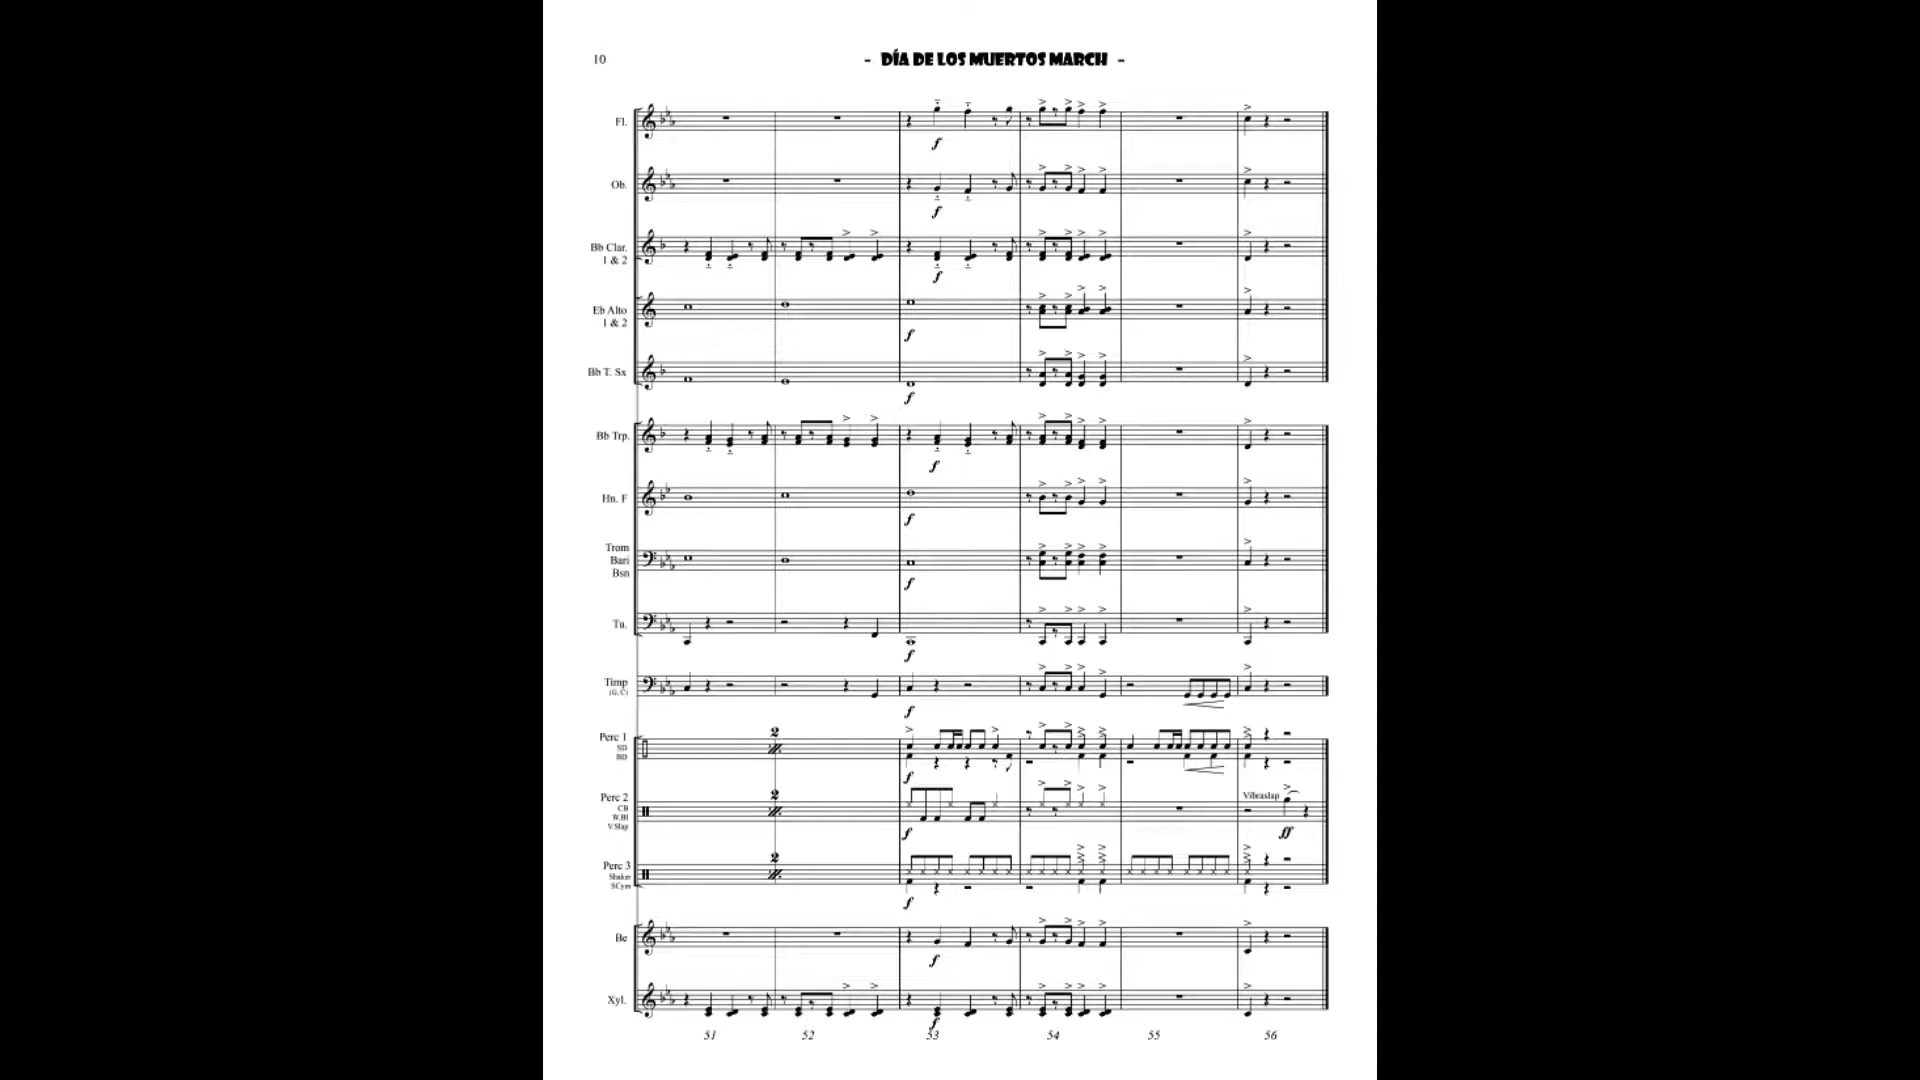 10
- DÍA DE LOS MUERTOS MARCH -
Fl.
f
Ob.
f
Bb Clar.
1 & 2
f
Eb Alto
1 & 2
f
Bb T. Sx
f
Bb Trp.
f
Hn. F
f
Trom
Bari
Bsn
f
Tu.
f
Timp
(G, C)
f
Perc 1
SD
BD
2
f
Perc 2
CB
W.Bl
V Slap
2
f
Vibraslap
ff
Perc 3
Shaker
SCym
2
f
Be
f
Xyl.
f
51 52 53 54 55 56